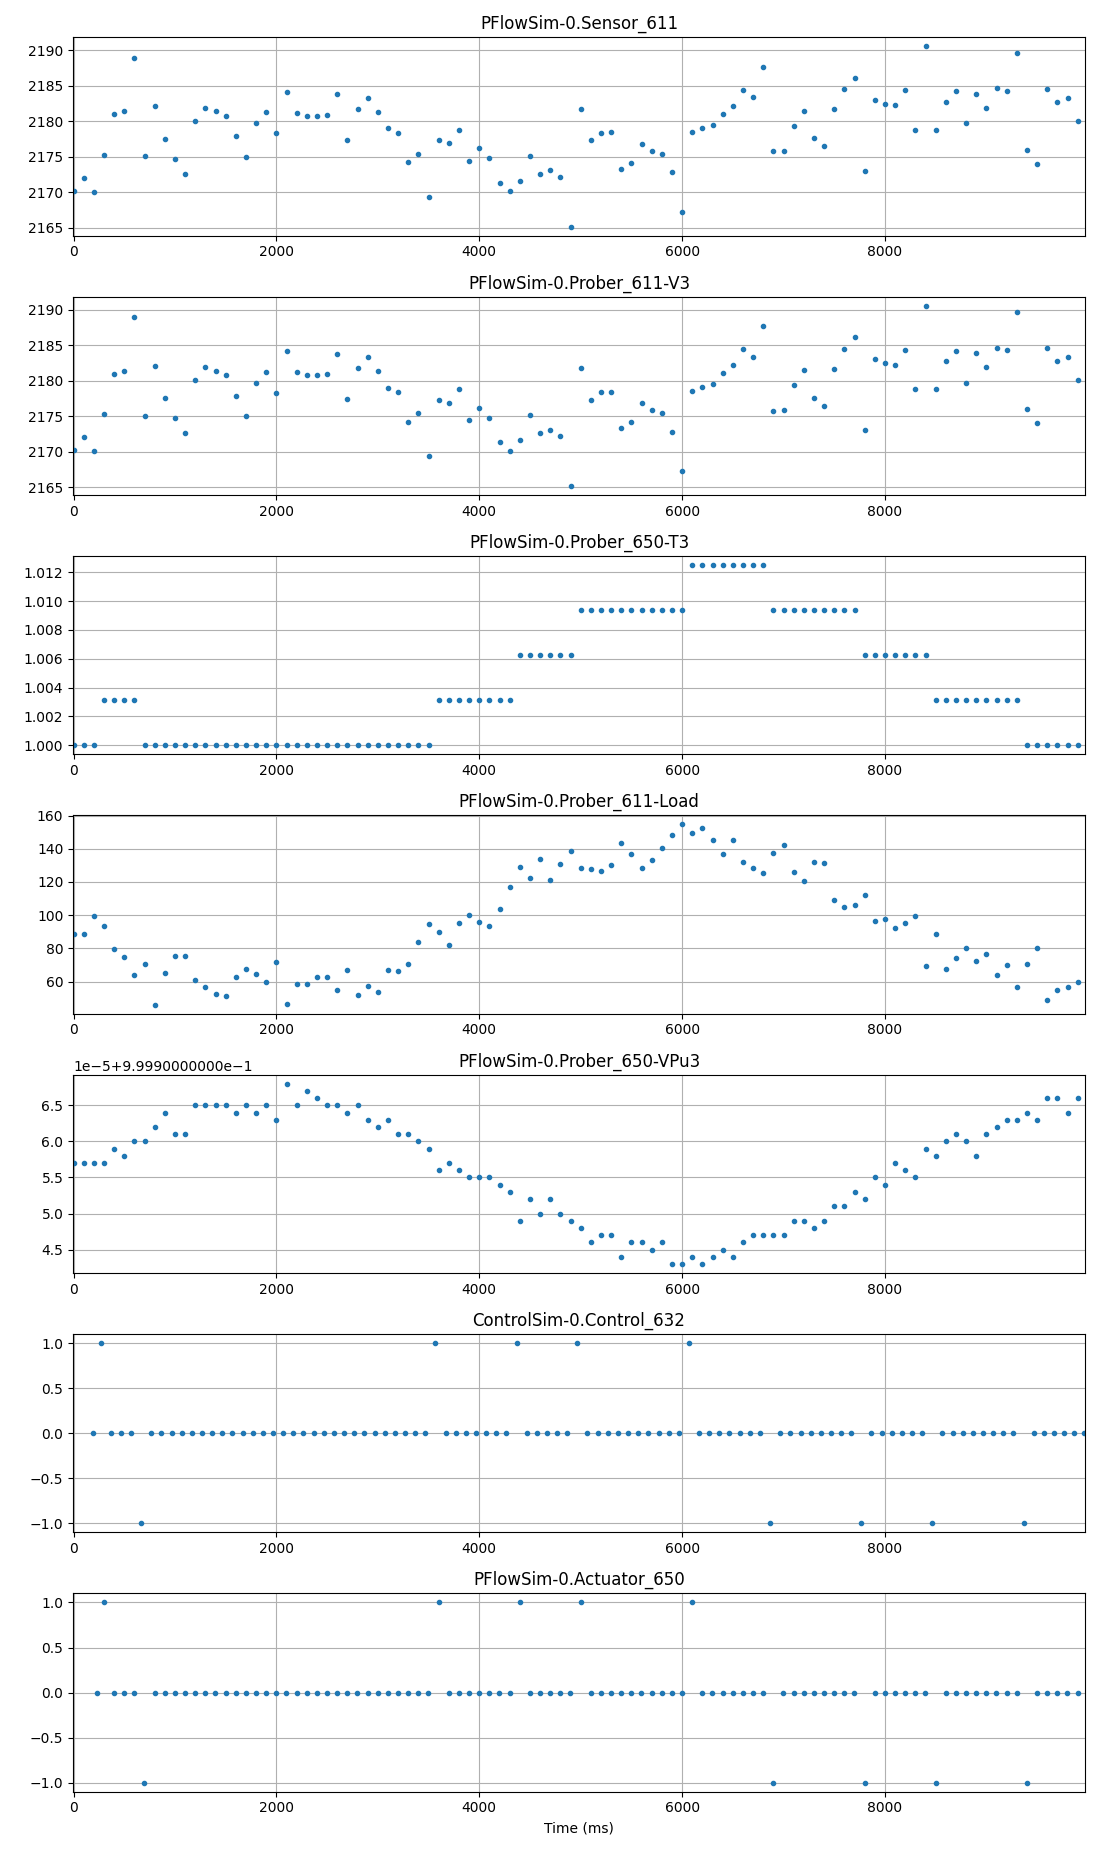 PFlowSim-0.Sensor_611
2190
2185
2180
2175
2170
2165
0 2000 4000 6000 8000
PFlowSim-0.Prober_611-V3
2190
2185
2180
2175
2170
2165
0 2000 4000 6000 8000
PFlowSim-0.Prober_650-T3
1.012
1.010
1.008
1.006
1.004
1.002
1.000
0 2000 4000 6000 8000
PFlowSim-0.Prober_611-Load
160
140
120
100
80
60
0 2000 4000 6000 8000
PFlowSim-0.Prober_650-VPu3
1e−5+9.9990000000e−1
6.5
6.0
5.5
5.0
4.5
0 2000 4000 6000 8000
ControlSim-0.Control_632
1.0
0.5
0.0
−0.5
−1.0
0 2000 4000 6000 8000
PFlowSim-0.Actuator_650
1.0
0.5
0.0
−0.5
−1.0
0 2000 4000 6000 8000
Time (ms)